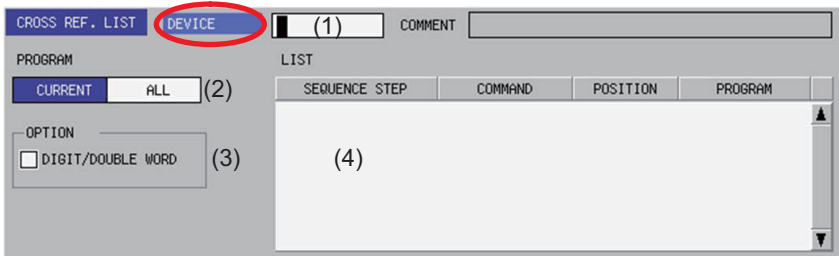 CROSS REF. LIST DEVICE (1) COMMENT
PROGRAM LIST
CURRENT ALL (2) SEQUENCE STEP COMMAND POSITION PROGRAM
OPTION
DIGIT/DOUBLE WORD (3) (4)